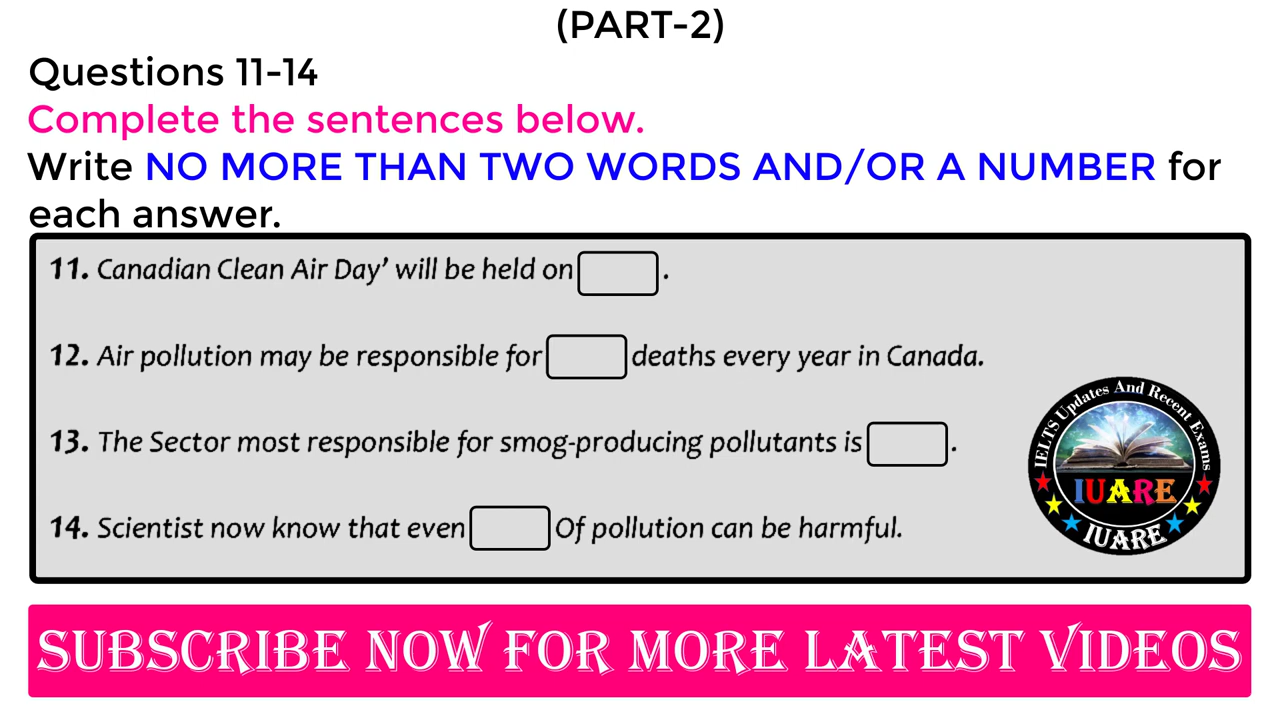 (PART-2)
Questions 11-14
Complete the sentences below.
Write NO MORE THAN TWO WORDS AND/OR A NUMBER for
each answer.
11. Canadian Clean Air Day’ will be held on .
12. Air pollution may be responsible for deaths every year in Canada.
13. The Sector most responsible for smog-producing pollutants is .
14. Scientist now know that even Of pollution can be harmful.
IELTS Updates And Recent Exams
IUARE
IUARE
SUBSCRIBE NOW FOR MORE LATEST VIDEOS